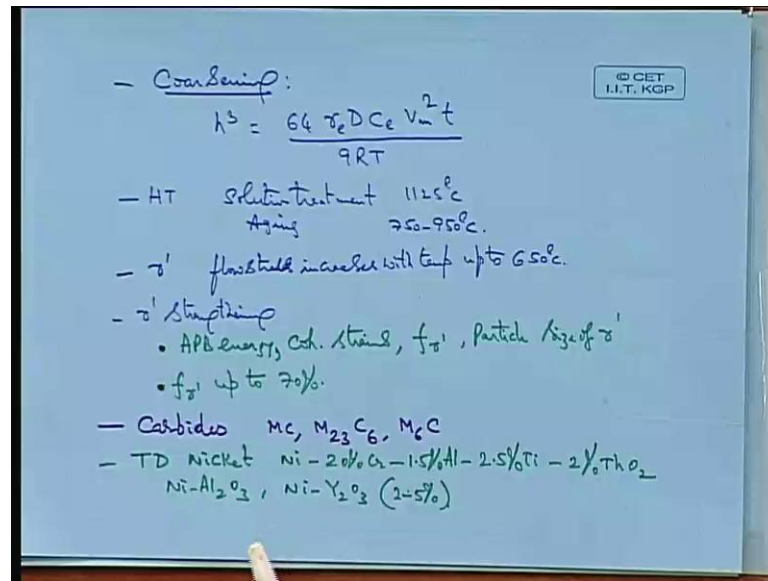 - Coarsening:
© CET
I.I.T. KGP
h³ = 64 γe D Ce Vm² t
9RT
- HT Solution treatment 1125°C
Aging 750-950°C.
- γ' flow stress increases with temp up to 650°C.
- γ' Strengthening
• APB energy, Coh. Strains, fγ', Particle Size of γ'
• fγ' up to 70%.
- Carbides MC, M₂₃C₆, M₆C
- TD Nickel Ni-20%Cr-1.5%Al-2.5%Ti-2%ThO₂
Ni-Al₂O₃, Ni-Y₂O₃ (2-5%)